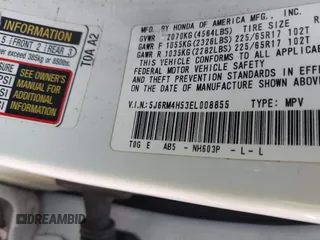 BY HONDA OF AMERICA MFG., INC.
GVWR 2070KG (4564LBS) TIRE SIZE
GAWR F 1055KG (2328LBS) 225/65R17 102T
GAWR R 1035KG (2282LBS) 225/65R17 102T
THIS VEHICLE CONFORMS TO ALL APPLICABLE
FEDERAL MOTOR VEHICLE SAFETY AND
THEFT PREVENTION STANDARDS IN EFFECT
ON THE DATE OF MANUFACTURE SHOWN
ABOVE.
V.I.N.:5J6RM4H53EL008855 TYPE: MPV
T0G E AB5 - NH603P - L - L
5 FRONT 2 REAR 3
ver exceed 385kg or 850lbs.
T0A A2
SEE OWNER'S
MANUAL FOR
ADDITIONAL
INFORMATION
PSI
PSI
DREAMBID